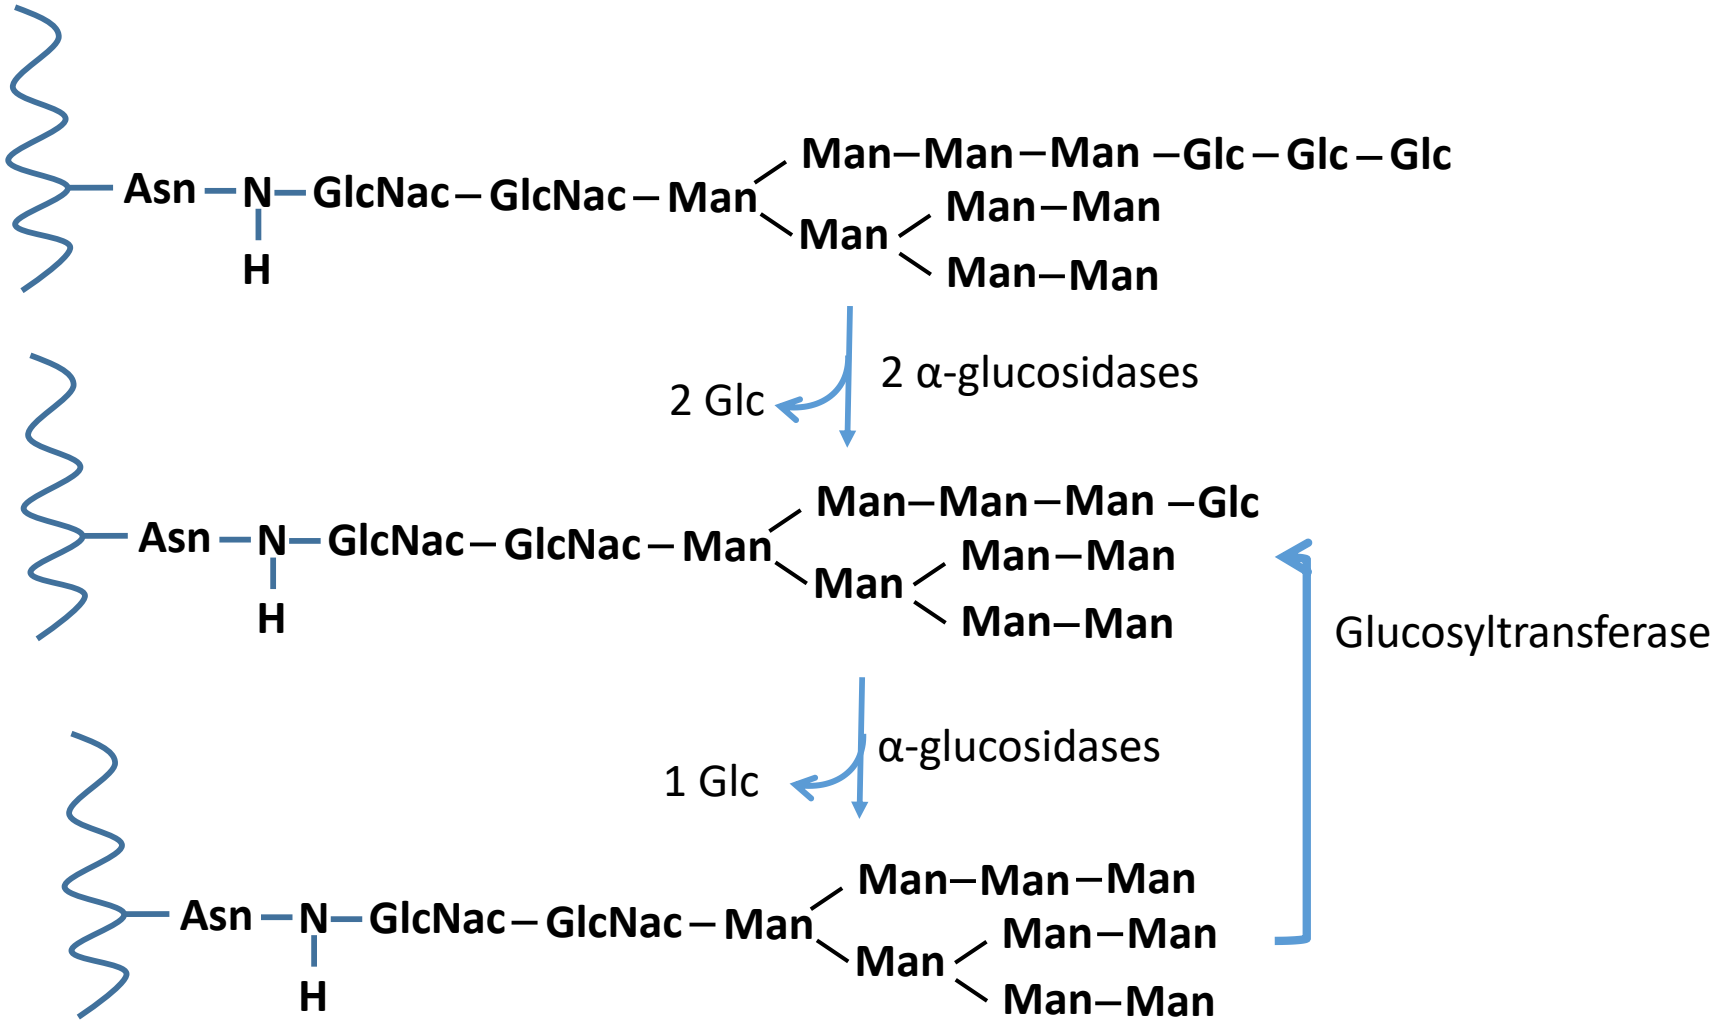 Man–Man–Man–Glc–Glc–Glc
Asn–N–GlcNac–GlcNac–Man
Man–Man
Man
H
Man–Man
2 α-glucosidases
2 Glc
Man–Man–Man–Glc
Asn–N–GlcNac–GlcNac–Man
Man–Man
Man
H
Man–Man
Glucosyltransferase
α-glucosidases
1 Glc
Man–Man–Man
Asn–N–GlcNac–GlcNac–Man
Man–Man
Man
H
Man–Man